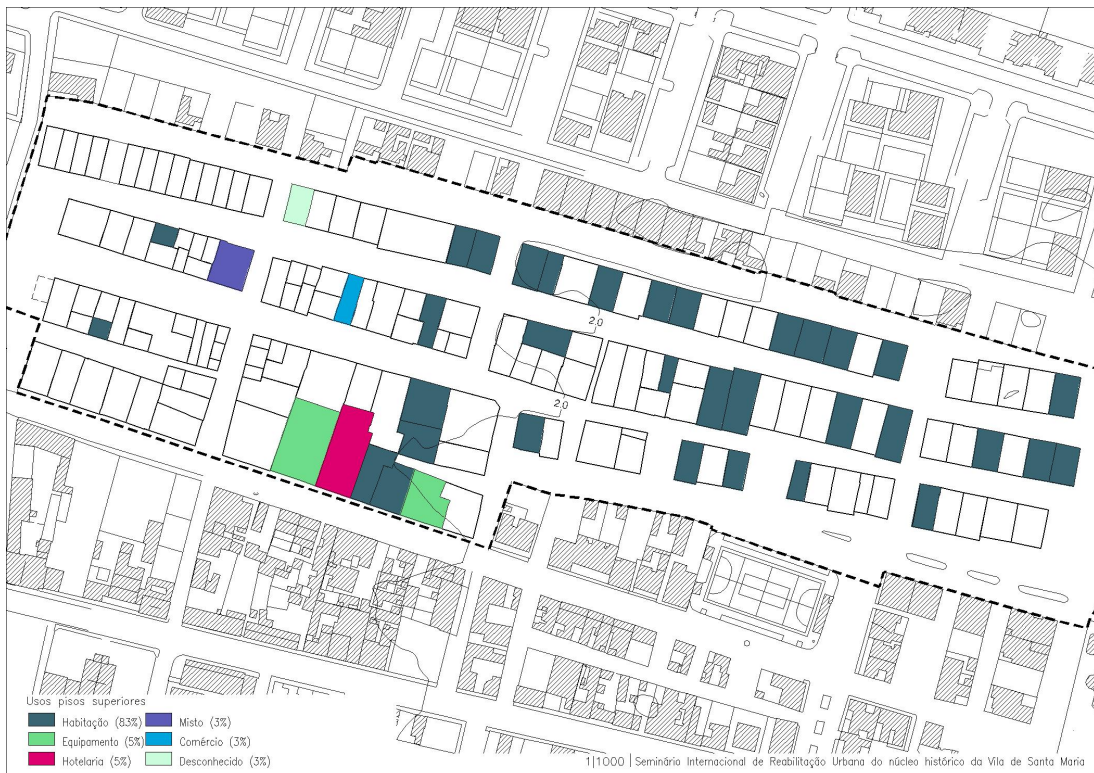 2.0
2.0
Usos pisos superiores
Habitação (83%)
Misto (3%)
Equipamento (5%)
Comércio (3%)
Hotelaria (5%)
Desconhecido (3%)
1|1000 | Seminário Internacional de Reabilitação Urbana do núcleo histórico da Vila de Santa Maria